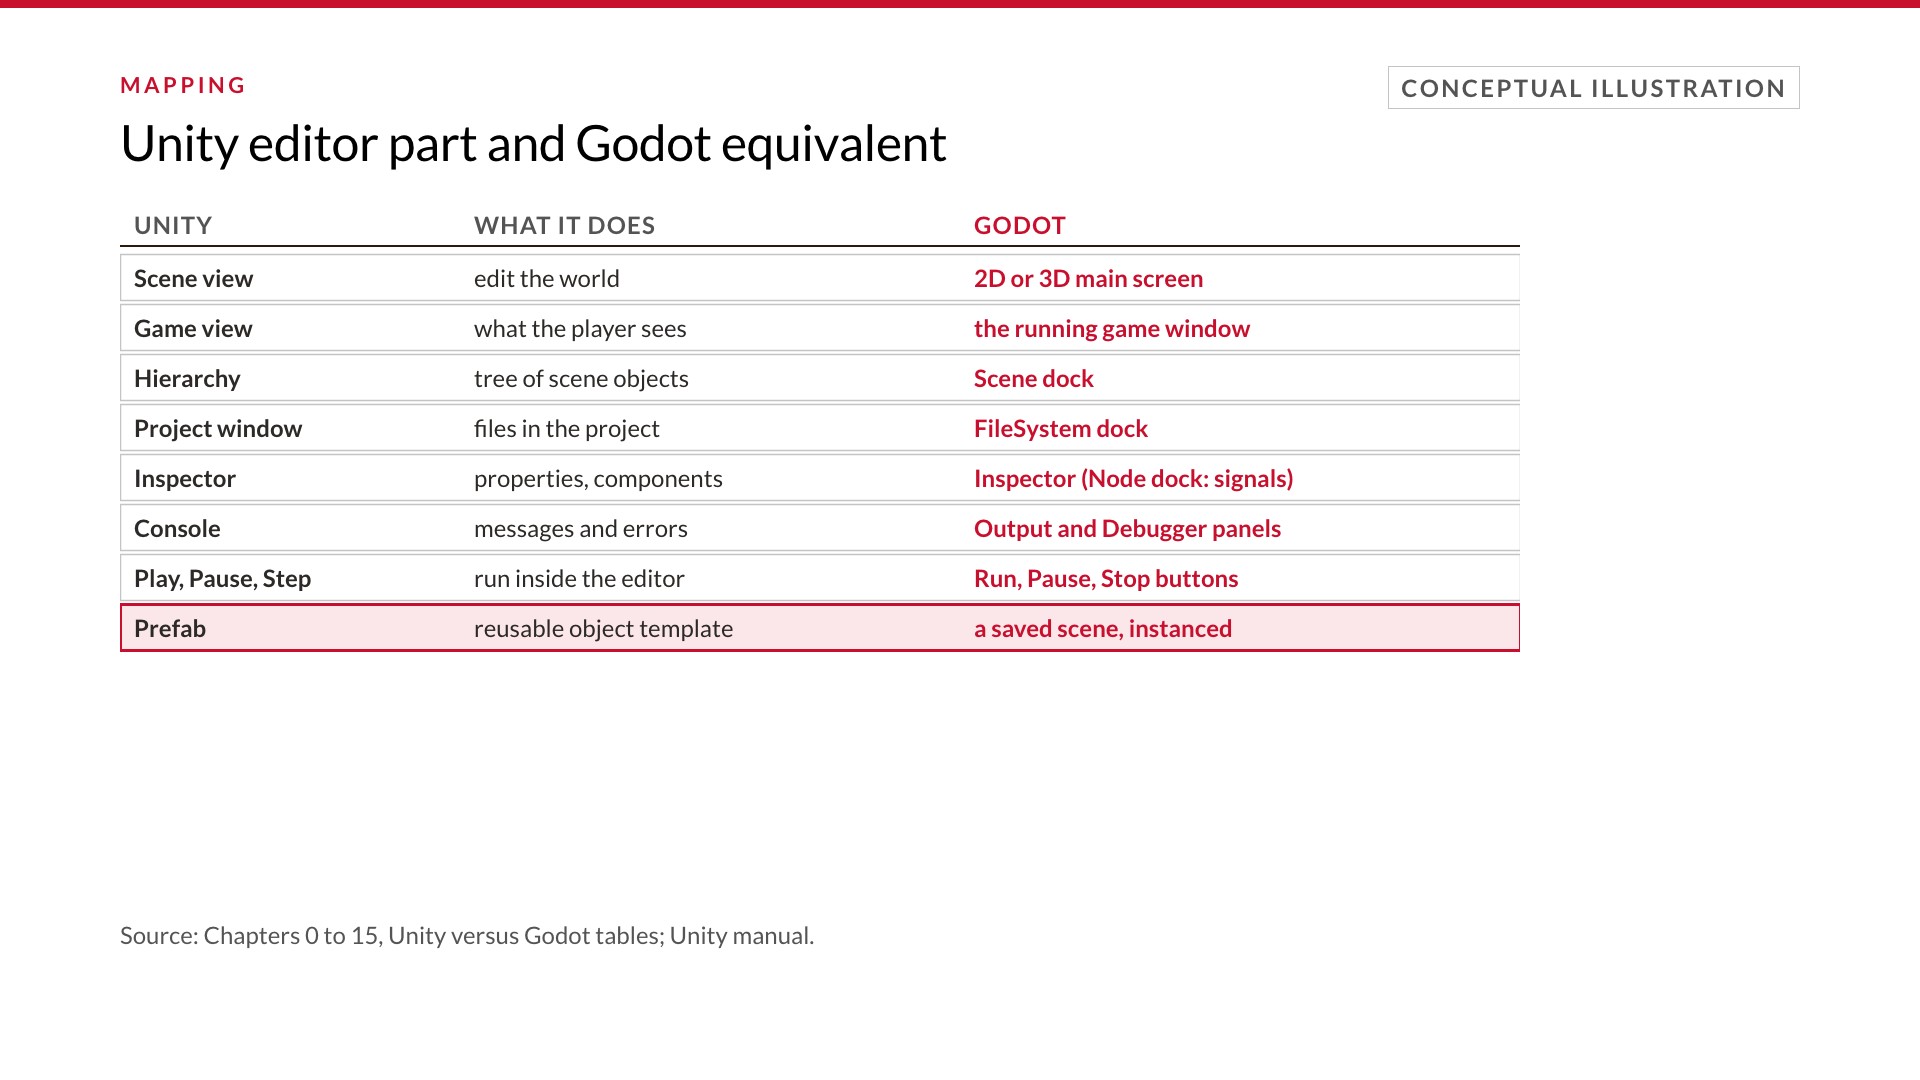 MAPPING
CONCEPTUAL ILLUSTRATION
Unity editor part and Godot equivalent
UNITY WHAT IT DOES GODOT
Scene view edit the world 2D or 3D main screen
Game view what the player sees the running game window
Hierarchy tree of scene objects Scene dock
Project window files in the project FileSystem dock
Inspector properties, components Inspector (Node dock: signals)
Console messages and errors Output and Debugger panels
Play, Pause, Step run inside the editor Run, Pause, Stop buttons
Prefab reusable object template a saved scene, instanced
Source: Chapters 0 to 15, Unity versus Godot tables; Unity manual.